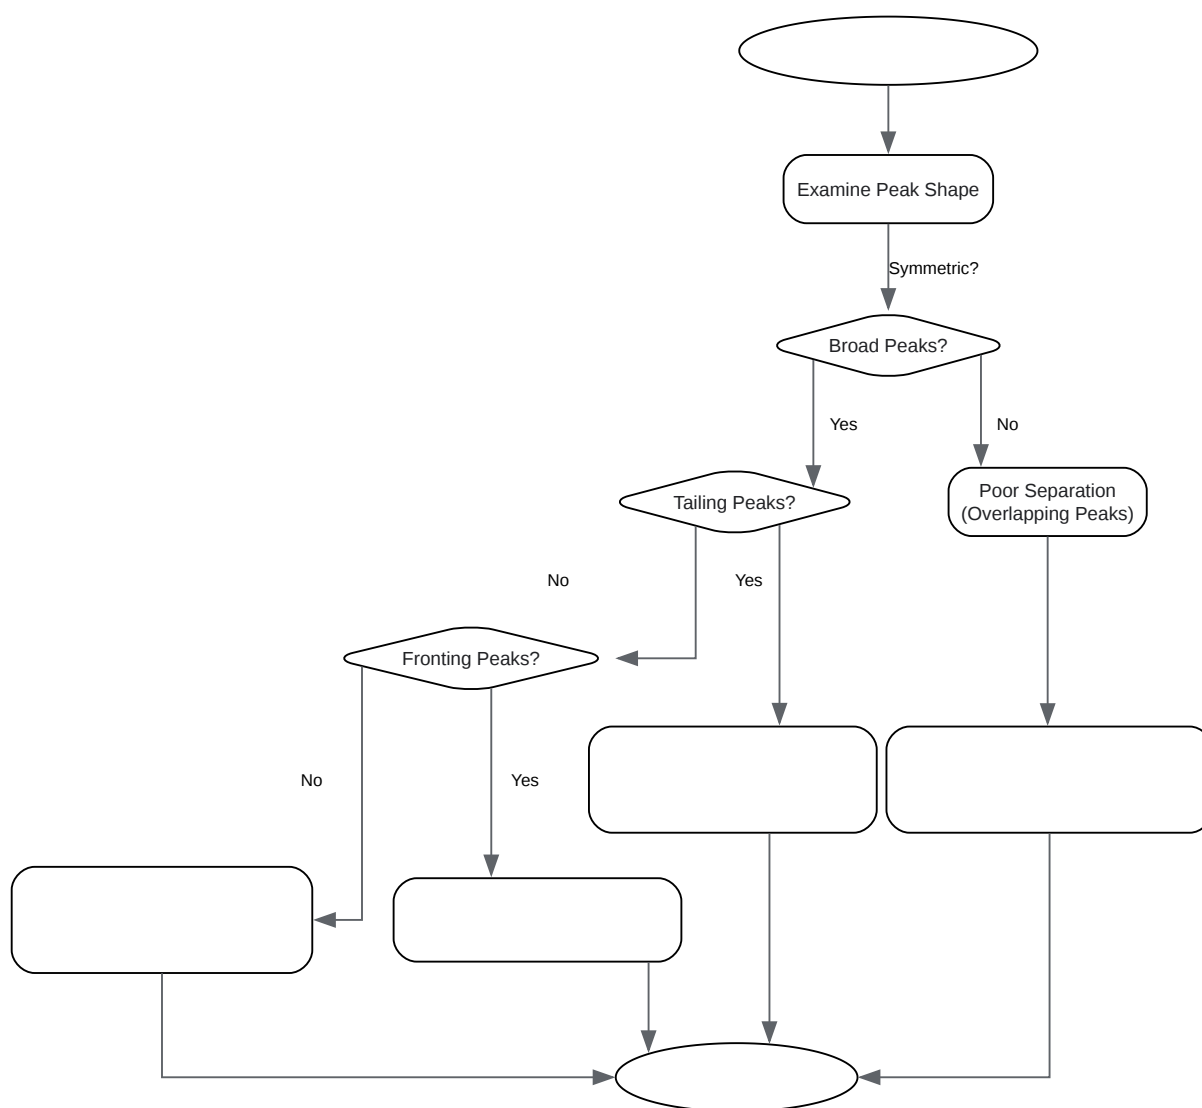 Examine Peak Shape
Symmetric?
Broad Peaks?
Yes
No
Tailing Peaks?
Poor Separation
(Overlapping Peaks)
No
Yes
Fronting Peaks?
No
Yes